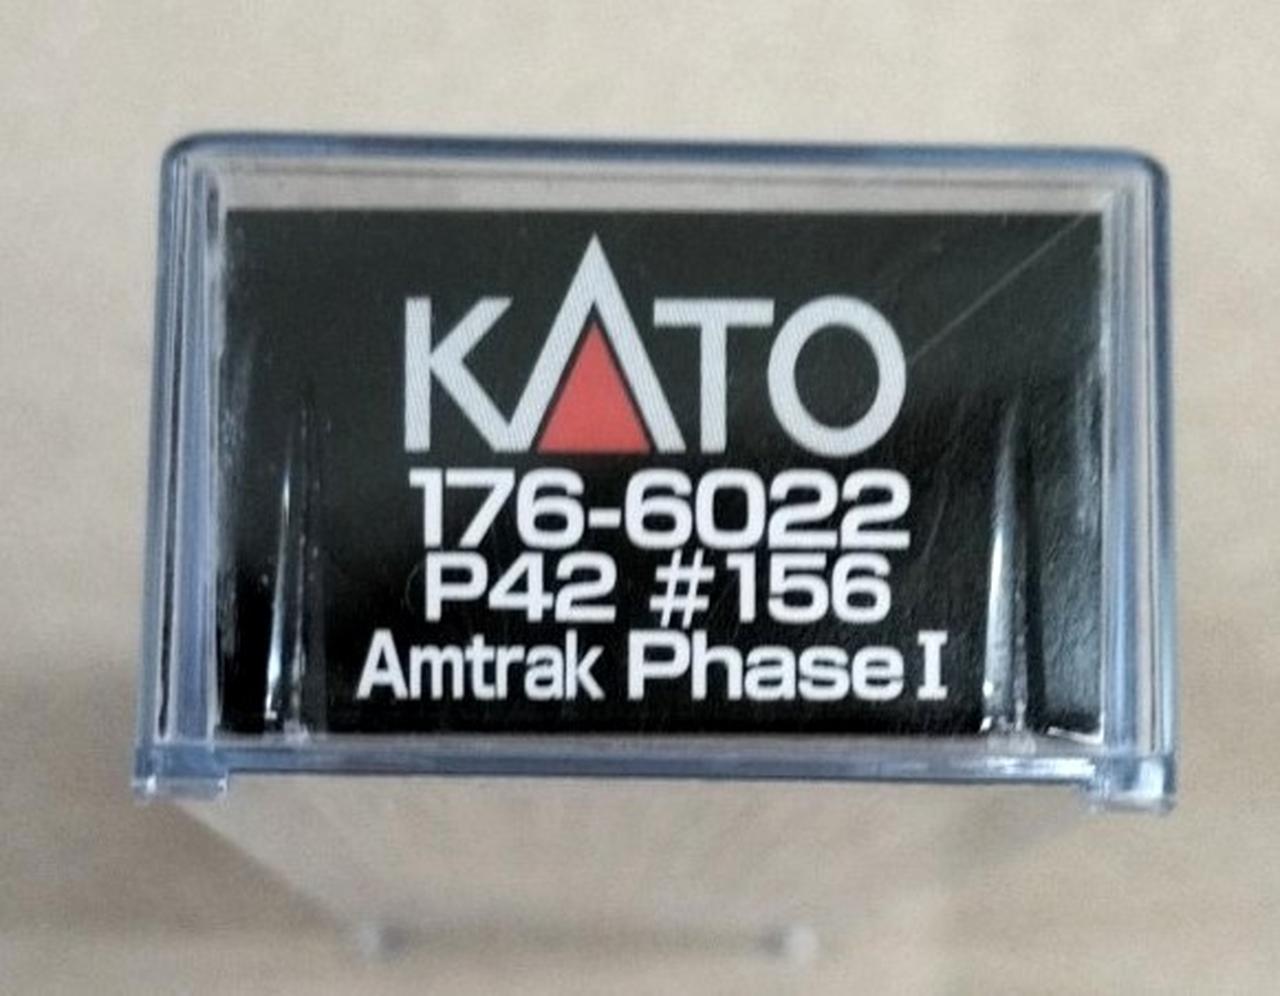 KATO
176-6022
P42 #156
Amtrak Phase I